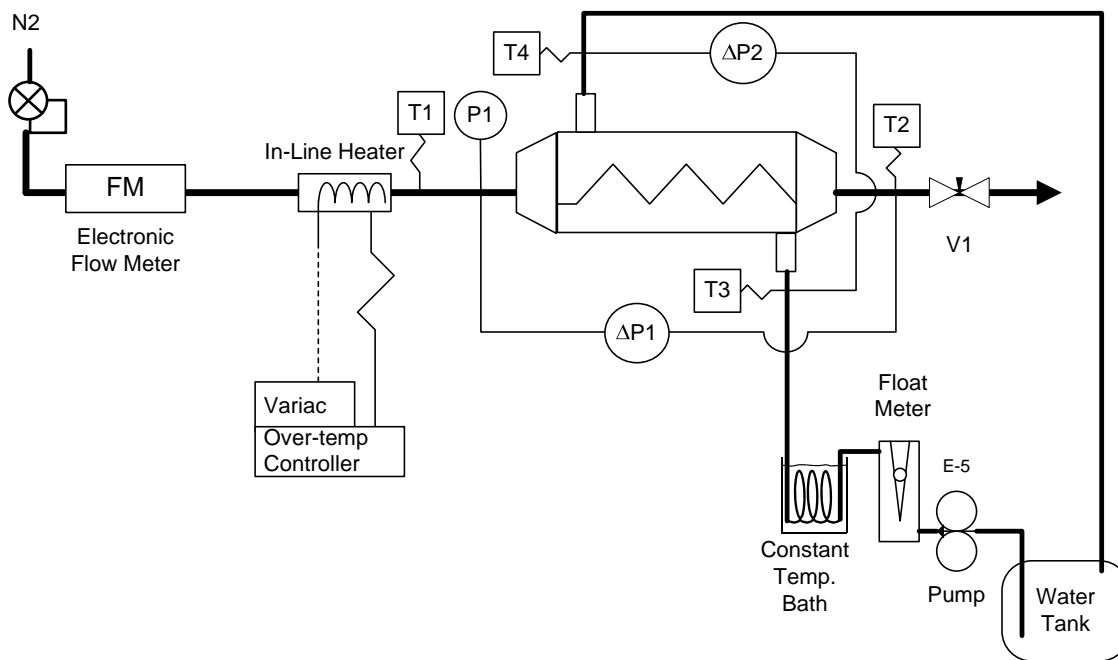 N2
T4
ΔP2
T1
P1
T2
In-Line Heater
FM
Electronic
Flow Meter
V1
T3
ΔP1
Float
Meter
Variac
Over-temp
Controller
E-5
Constant
Temp.
Bath
Pump
Water
Tank